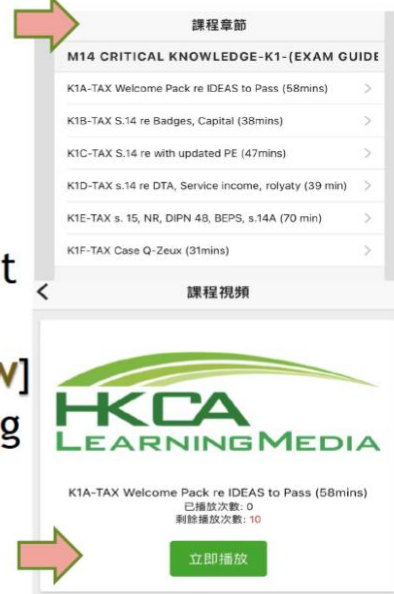 課程章節
M14 CRITICAL KNOWLEDGE-K1-(EXAM GUIDE
K1A-TAX Welcome Pack re IDEAS to Pass (58mins)
K1B-TAX S.14 re Badges, Capital (38mins)
K1C-TAX S.14 re with updated PE (47mins)
K1D-TAX s.14 re DTA, Service income, rolyaty (39 min)
K1E-TAX s. 15, NR, DIPN 48, BEPS, s.14A (70 min)
K1F-TAX Case Q-Zeux (31mins)
t
課程視頻
w]
g
HKCA
LEARNING MEDIA
K1A-TAX Welcome Pack re IDEAS to Pass (58mins)
已播放次數: 0
剩餘播放次數: 10
立即播放